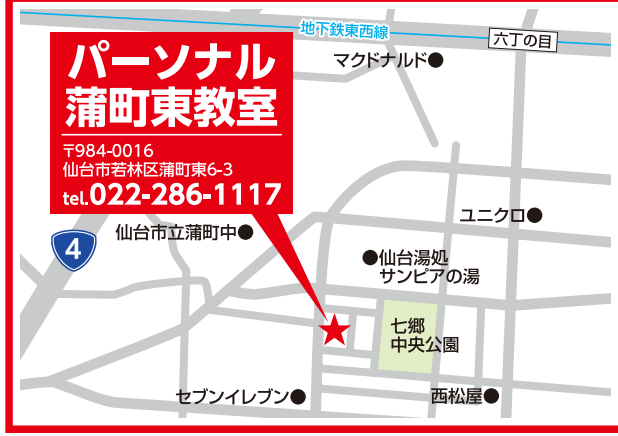 地下鉄東西線
六丁の目
マクドナルド
パーソナル
蒲町東教室
〒984-0016
仙台市若林区蒲町東6-3
tel.022-286-1117
ユニクロ
仙台市立蒲町中
4
仙台湯処
サンピアの湯
七郷
中央公園
セブンイレブン
西松屋